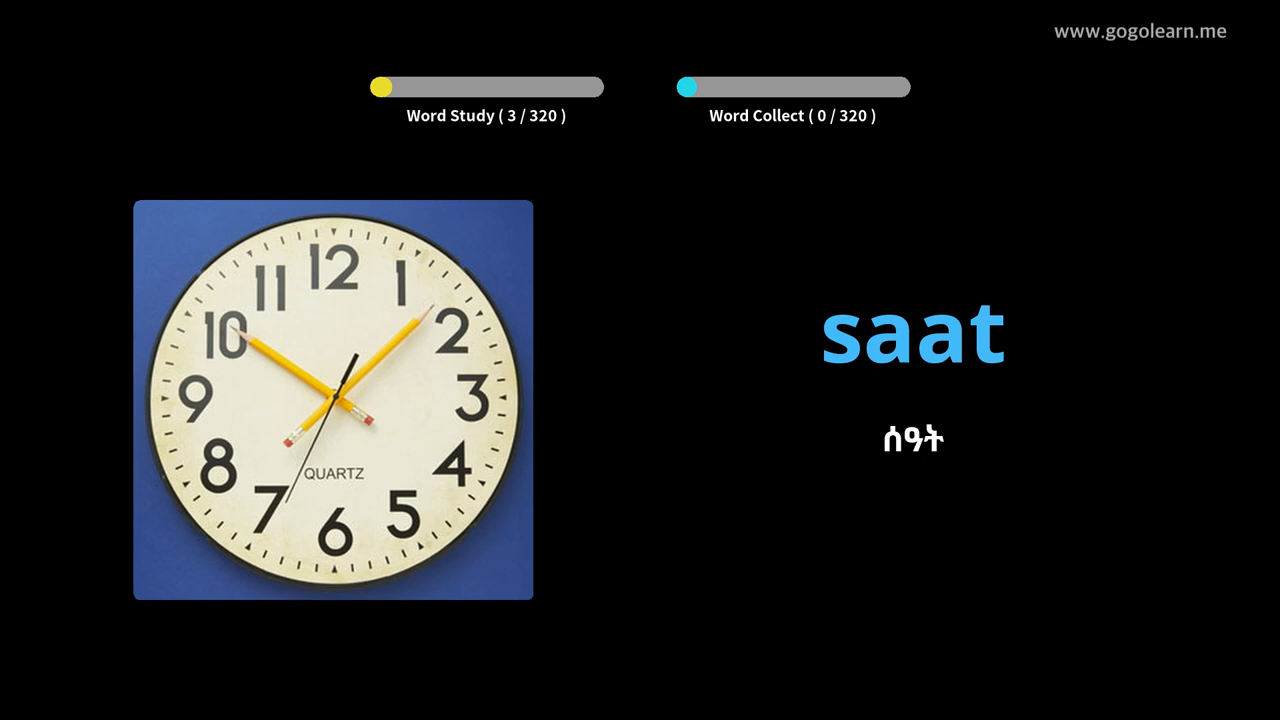 www.gogolearn.me
Word Study ( 3 / 320 )
Word Collect ( 0 / 320 )
12
11
1
10
2
9
3
8
4
7
5
6
QUARTZ
saat
ሰዓት